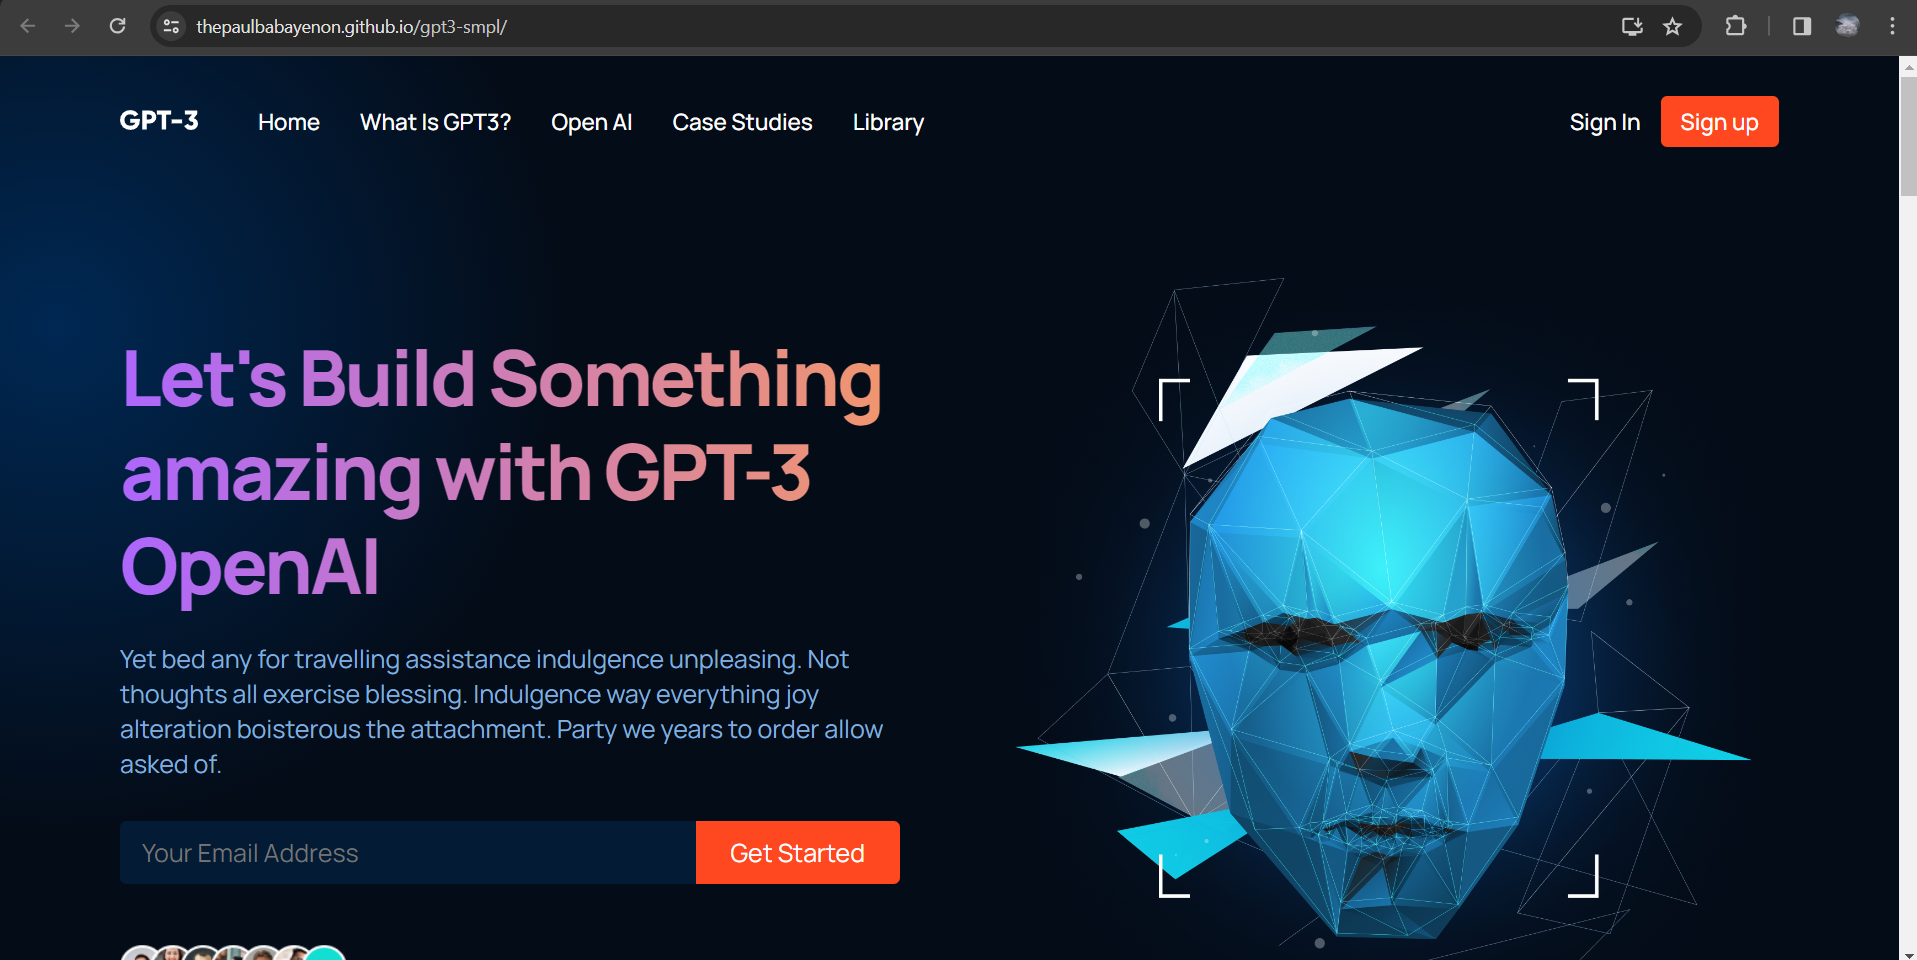 thepaulbabayenon.github.io/gpt3-smpl/
GPT-3 Home What Is GPT3? Open AI Case Studies Library Sign In Sign up
Let's Build Something
amazing with GPT-3
OpenAI
Yet bed any for travelling assistance indulgence unpleasing. Not
thoughts all exercise blessing. Indulgence way everything joy
alteration boisterous the attachment. Party we years to order allow
asked of.
Your Email Address Get Started